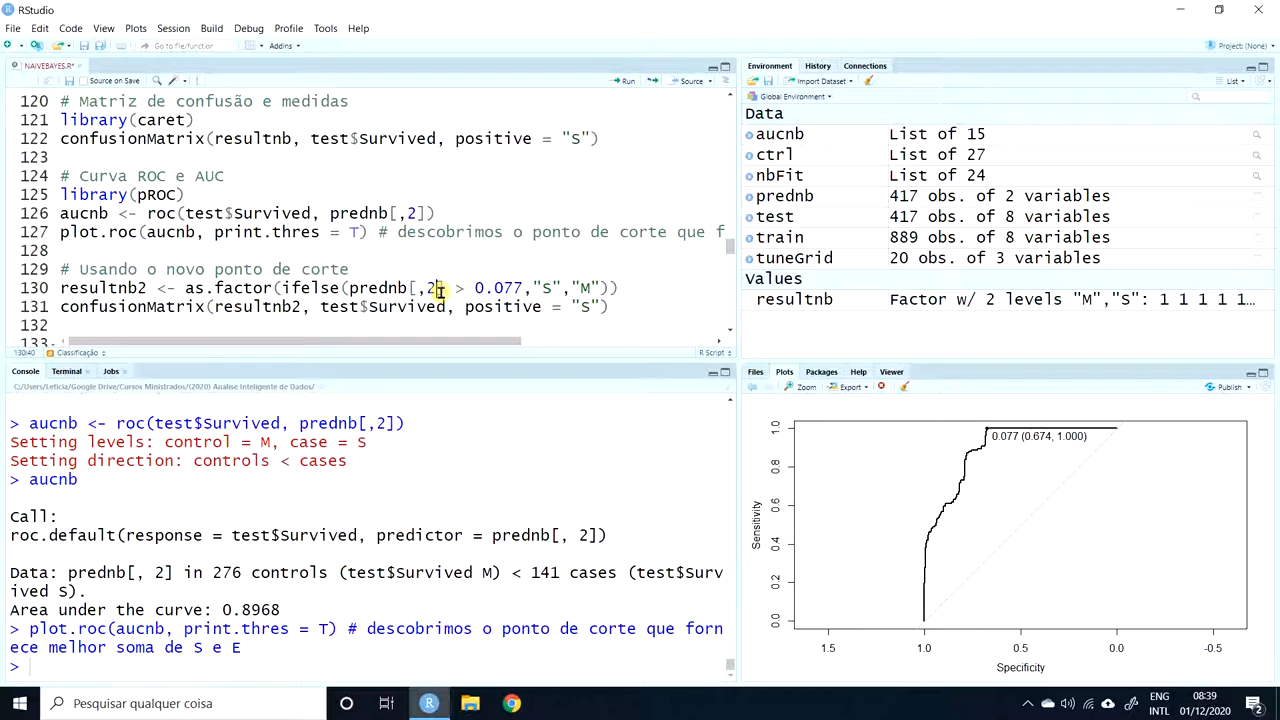 RStudio
File Edit Code View Plots Session Build Debug Profile Tools Help
Go to file/function Addins Project: (None)
NAIVEBAYES.R*
Source on Save Run Source
120 # Matriz de confusão e medidas
121 library(caret)
122 confusionMatrix(resultnb, test$Survived, positive = "S")
123
124 # Curva ROC e AUC
125 library(pROC)
126 aucnb <- roc(test$Survived, prednb[,2])
127 plot.roc(aucnb, print.thres = T) # descobrimos o ponto de corte que f
128
129 # Usando o novo ponto de corte
130 resultnb2 <- as.factor(ifelse(prednb[,2] > 0.077,"S","M"))
131 confusionMatrix(resultnb2, test$Survived, positive = "S")
132
133
130:40 Classificação R Script
Console Terminal Jobs
C:/Users/Leticia/Google Drive/Cursos Ministrados/(2020) Análise Inteligente de Dados/
> aucnb <- roc(test$Survived, prednb[,2])
Setting levels: control = M, case = S
Setting direction: controls < cases
> aucnb
Call:
roc.default(response = test$Survived, predictor = prednb[, 2])
Data: prednb[, 2] in 276 controls (test$Survived M) < 141 cases (test$Surv
ived S).
Area under the curve: 0.8968
> plot.roc(aucnb, print.thres = T) # descobrimos o ponto de corte que forn
ece melhor soma de S e E
>
Environment History Connections
Import Dataset List
Global Environment
Data
aucnb List of 15
ctrl List of 27
nbFit List of 24
prednb 417 obs. of 2 variables
test 417 obs. of 8 variables
train 889 obs. of 8 variables
tuneGrid 20 obs. of 3 variables
Values
resultnb Factor w/ 2 levels "M","S": 1 1 1 1 1…
Files Plots Packages Help Viewer
Zoom Export Publish
0.077 (0.674, 1.000)
Sensitivity
0.0 0.2 0.4 0.6 0.8 1.0
1.5 1.0 0.5 0.0 -0.5
Specificity
Pesquisar qualquer coisa
ENG
INTL
08:39
01/12/2020
2